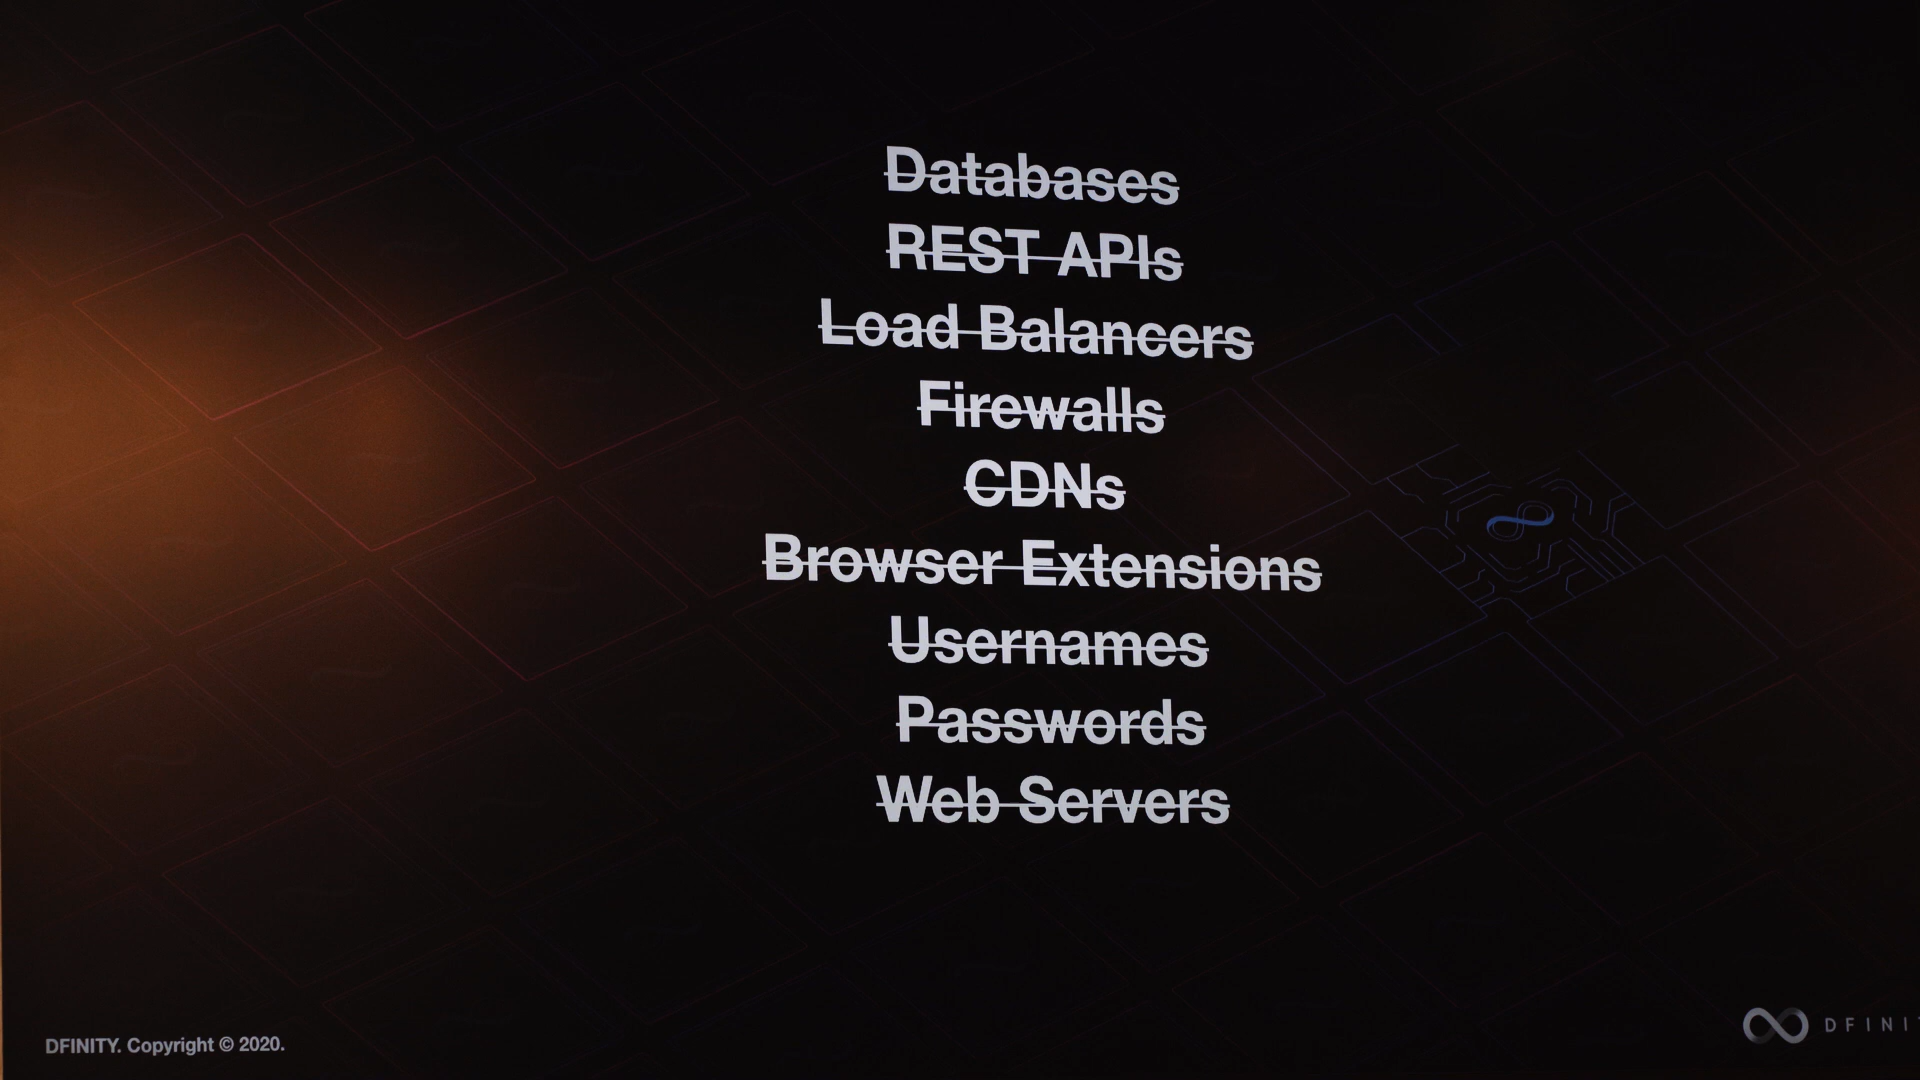 Databases
REST APIs
Load Balancers
Firewalls
CDNs
Browser Extensions
Usernames
Passwords
Web Servers
DFINITY. Copyright © 2020.
DFINI